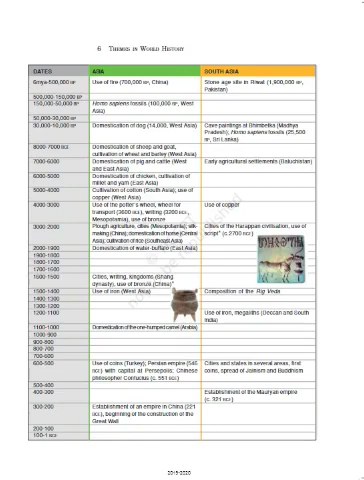 6 THEMES IN WORLD HISTORY
DATES ASIA SOUTH ASIA
6mya-500,000 BP Use of fire (700,000 BP, China) Stone age site in Riwat (1,900,000 BP,
Pakistan)
500,000-150,000 BP
150,000-50,000 BP Homo sapiens fossils (100,000 BP, West
Asia)
50,000-30,000 BP
30,000-10,000 BP Domestication of dog (14,000, West Asia) Cave paintings at Bhimbetka (Madhya
Pradesh); Homo sapiens fossils (25,500
BP, Sri Lanka)
8000-7000 BCE Domestication of sheep and goat,
cultivation of wheat and barley (West Asia)
7000-6000 Domestication of pig and cattle (West Early agricultural settlements (Baluchistan)
and East Asia)
6000-5000 Domestication of chicken, cultivation of
millet and yam (East Asia)
5000-4000 Cultivation of cotton (South Asia); use of
copper (West Asia)
4000-3000 Use of the potter's wheel, wheel for Use of copper
transport (3600 BCE), writing (3200 BCE,
Mesopotamia), use of bronze
3000-2000 Plough agriculture, cities (Mesopotamia); silk- Cities of the Harappan civilisation, use of
making (China); domestication of horse (Central script* (c.2700 BCE)
Asia); cultivation of rice (Southeast Asia)
2000-1900 Domestication of water-buffalo (East Asia)
1900-1800
1800-1700
1700-1600
1600-1500 Cities, writing, kingdoms (Shang
dynasty), use of bronze (China)*
1500-1400 Use of iron (West Asia) Composition of the Rig Veda
1400-1300
1300-1200
1200-1100 Use of iron, megaliths (Deccan and South
India)
1100-1000 Domestication of the one-humped camel (Arabia)
1000-900
900-800
800-700
700-600
600-500 Use of coins (Turkey); Persian empire (546 Cities and states in several areas, first
BCE) with capital at Persepolis; Chinese coins, spread of Jainism and Buddhism
philosopher Confucius (c. 551 BCE)
500-400
400-300 Establishment of the Mauryan empire
(c. 321 BCE)
300-200 Establishment of an empire in China (221
BCE), beginning of the construction of the
Great Wall
200-100
100-1 BCE
2019-2020